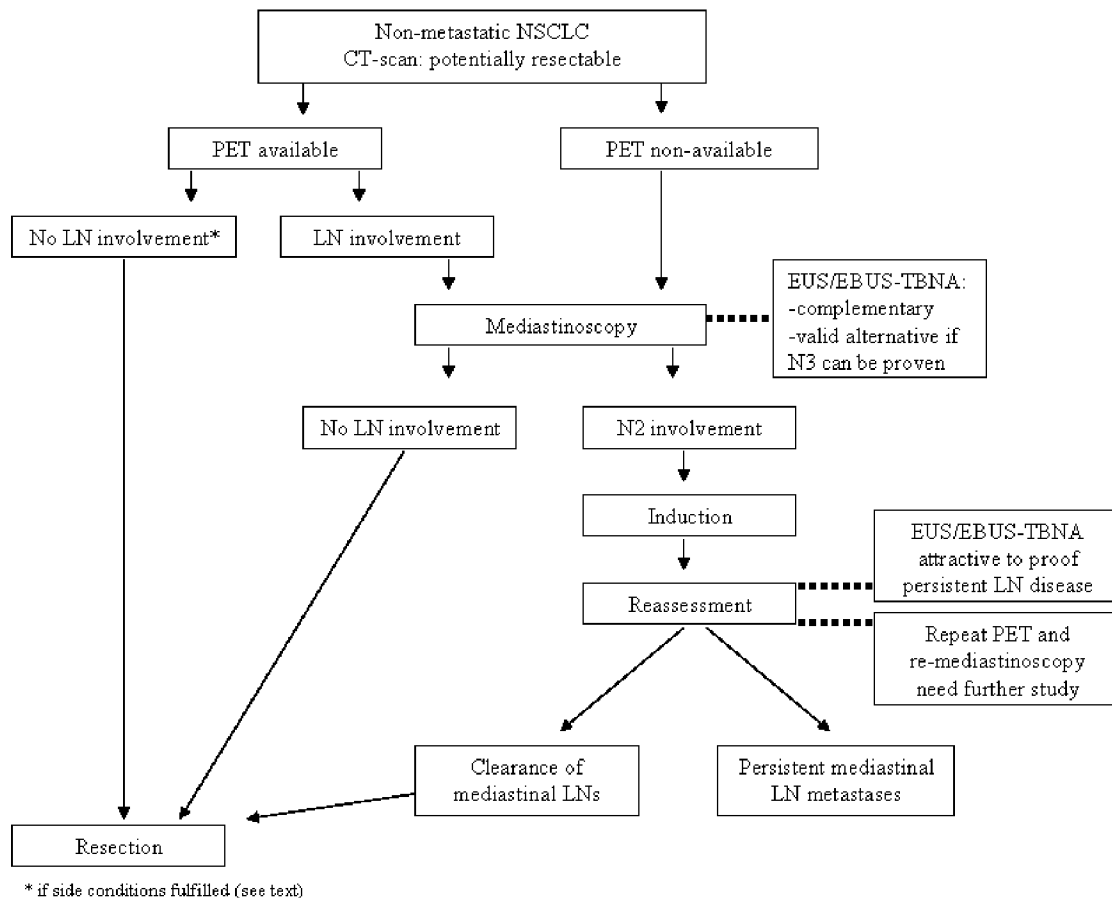 Non-metastatic NSCLC
CT-scan: potentially resectable
PET available
PET non-available
No LN involvement*
LN involvement
EUS/EBUS-TBNA:
-complementary
-valid alternative if
N3 can be proven
Mediastinoscopy
No LN involvement
N2 involvement
Induction
EUS/EBUS-TBNA
attractive to proof
persistent LN disease
Reassessment
Repeat PET and
re-mediastinoscopy
need further study
Clearance of
mediastinal LNs
Persistent mediastinal
LN metastases
Resection
* if side conditions fulfilled (see text)